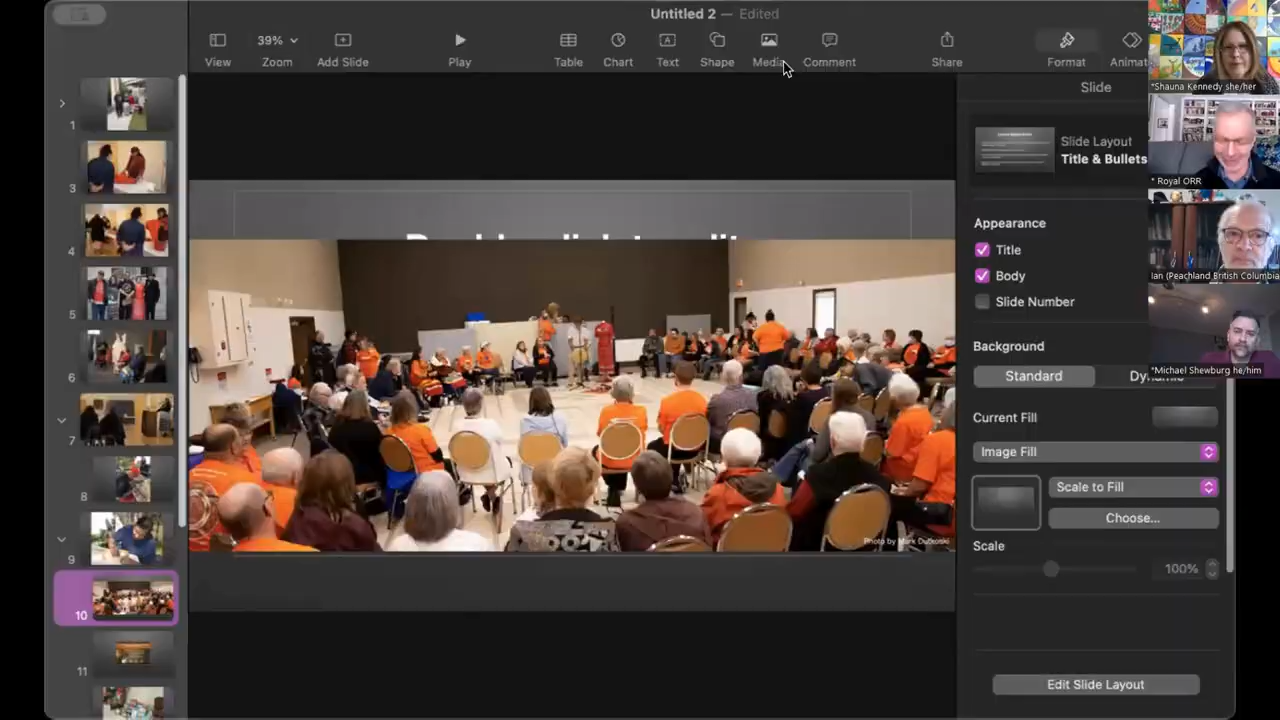 Untitled 2 — Edited
View
39%
Zoom
Add Slide
Play
Table
Chart
Text
Shape
Media
Comment
Share
Format
Animat
Slide
Slide Layout
Title & Bullets
Appearance
Title
Body
Slide Number
Background
Standard
Current Fill
Image Fill
Scale to Fill
Choose...
Scale
100%
Edit Slide Layout
1
3
4
5
6
7
8
9
10
11
Photo by Mark Dutkoski
*Shauna Kennedy she/her
* Royal ORR
Ian (Peachland British Columbia
*Michael Shewburg he/him